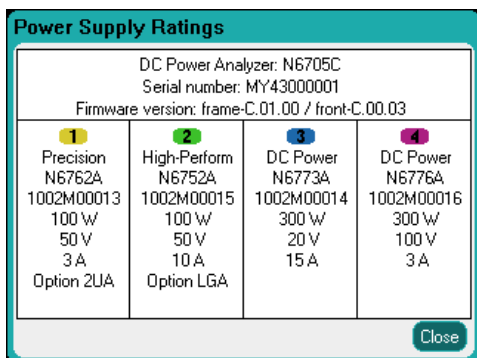 Power Supply Ratings
DC Power Analyzer: N6705C
Serial number: MY43000001
Firmware version: frame-C.01.00 / front-C.00.03
1 2 3 4
Precision High-Perform DC Power DC Power
N6762A N6752A N6773A N6776A
1002M00013 1002M00015 1002M00014 1002M00016
100 W 100 W 300 W 300 W
50 V 50 V 20 V 100 V
3 A 10 A 15 A 3 A
Option 2UA Option LGA
Close